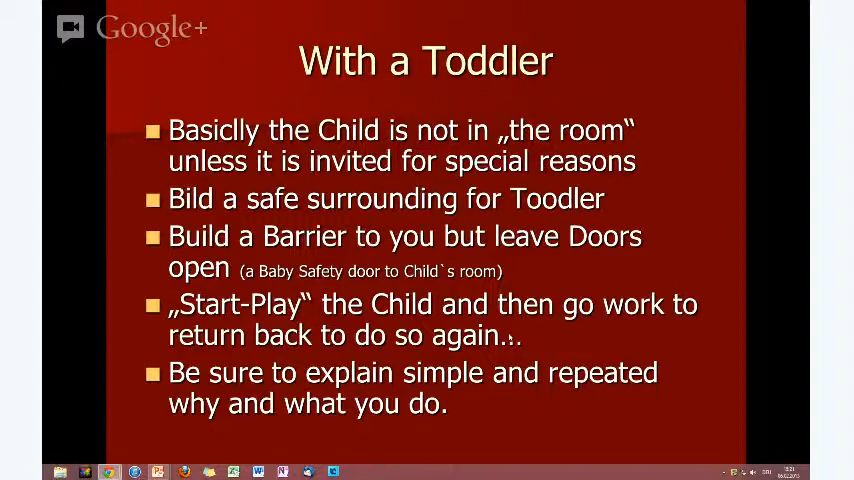 Google+
With a Toddler
Basiclly the Child is not in „the room“
unless it is invited for special reasons
Bild a safe surrounding for Toodler
Build a Barrier to you but leave Doors
open (a Baby Safety door to Child`s room)
„Start-Play“ the Child and then go work to
return back to do so again...
Be sure to explain simple and repeated
why and what you do.